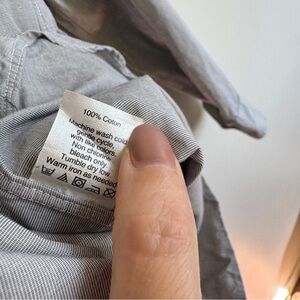 100% Coton
Machine wash cold
gentle cycle
with like colors.
Non chlorine
bleach only.
Tumble dry low.
Warm iron as needed